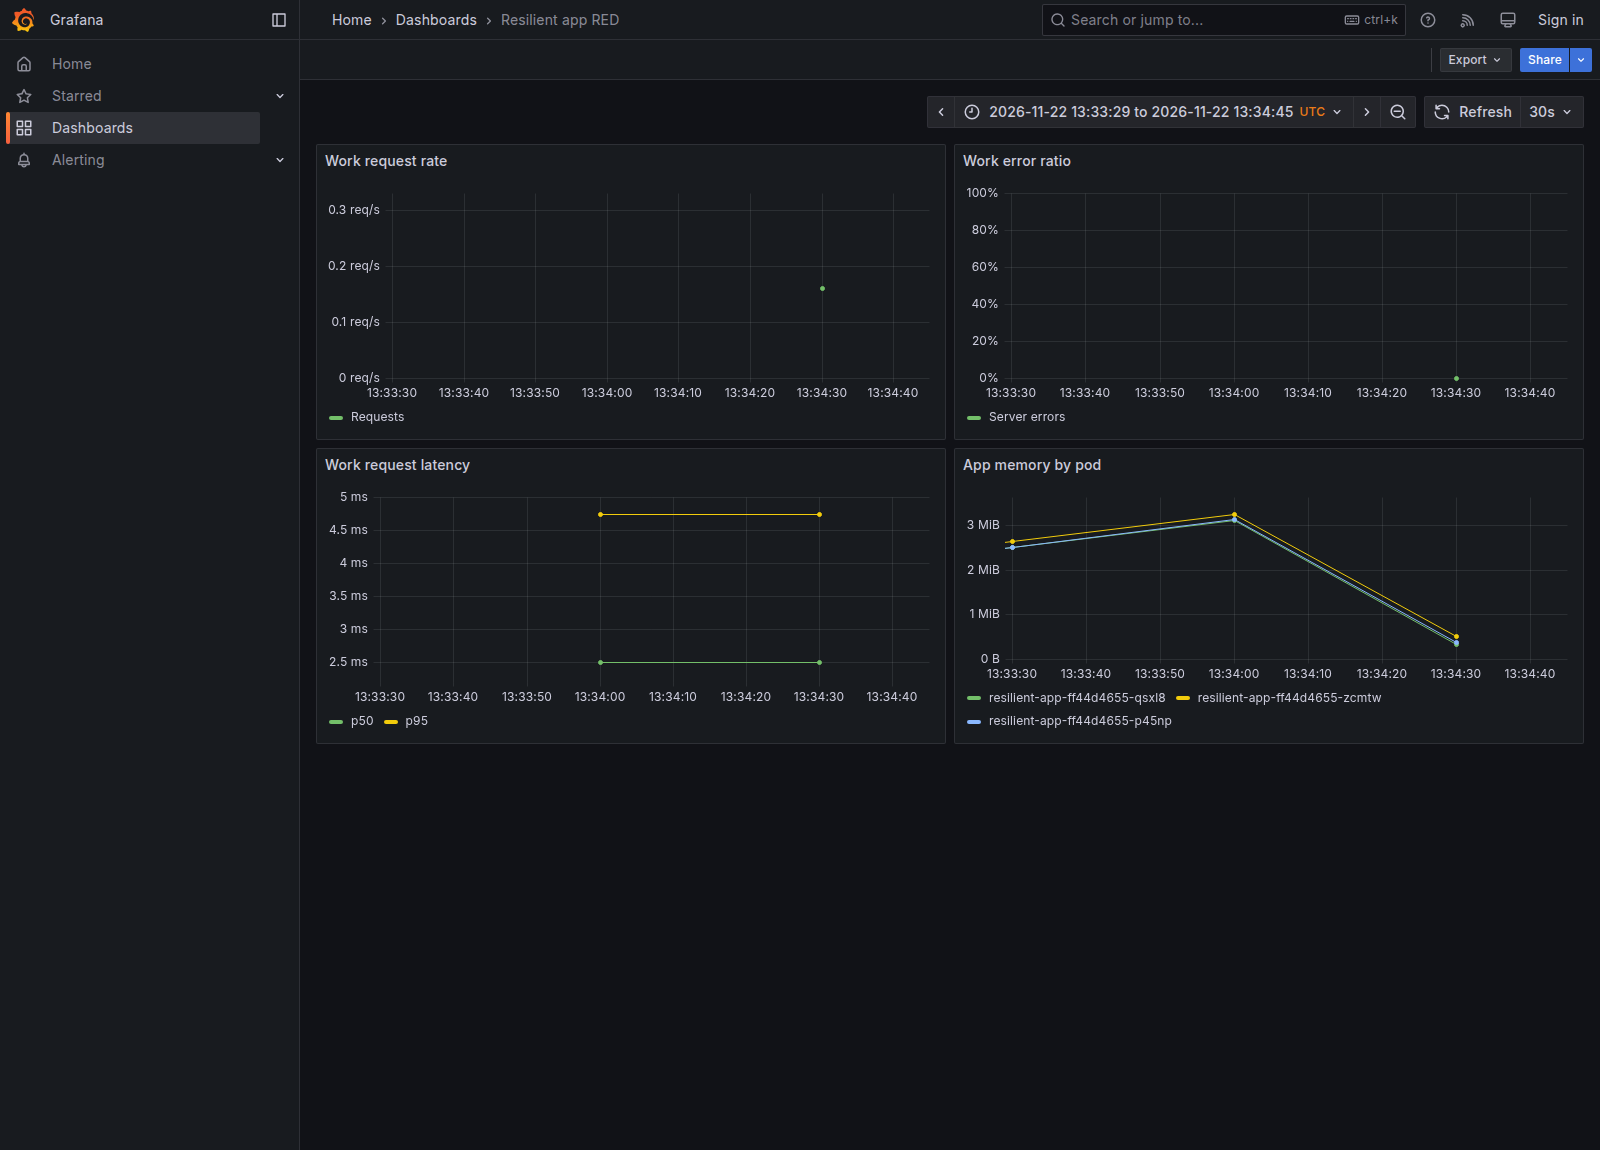 Grafana
Home › Dashboards › Resilient app RED
Search or jump to... ctrl+k
Sign in
Home
Starred
Dashboards
Alerting
Export
Share
2026-11-22 13:33:29 to 2026-11-22 13:34:45 UTC
Refresh 30s
Work request rate
0.3 req/s
0.2 req/s
0.1 req/s
0 req/s
13:33:30 13:33:40 13:33:50 13:34:00 13:34:10 13:34:20 13:34:30 13:34:40
Requests
Work error ratio
100%
80%
60%
40%
20%
0%
13:33:30 13:33:40 13:33:50 13:34:00 13:34:10 13:34:20 13:34:30 13:34:40
Server errors
Work request latency
5 ms
4.5 ms
4 ms
3.5 ms
3 ms
2.5 ms
13:33:30 13:33:40 13:33:50 13:34:00 13:34:10 13:34:20 13:34:30 13:34:40
p50 p95
App memory by pod
3 MiB
2 MiB
1 MiB
0 B
13:33:30 13:33:40 13:33:50 13:34:00 13:34:10 13:34:20 13:34:30 13:34:40
resilient-app-ff44d4655-qsxl8 resilient-app-ff44d4655-zcmtw
resilient-app-ff44d4655-p45np